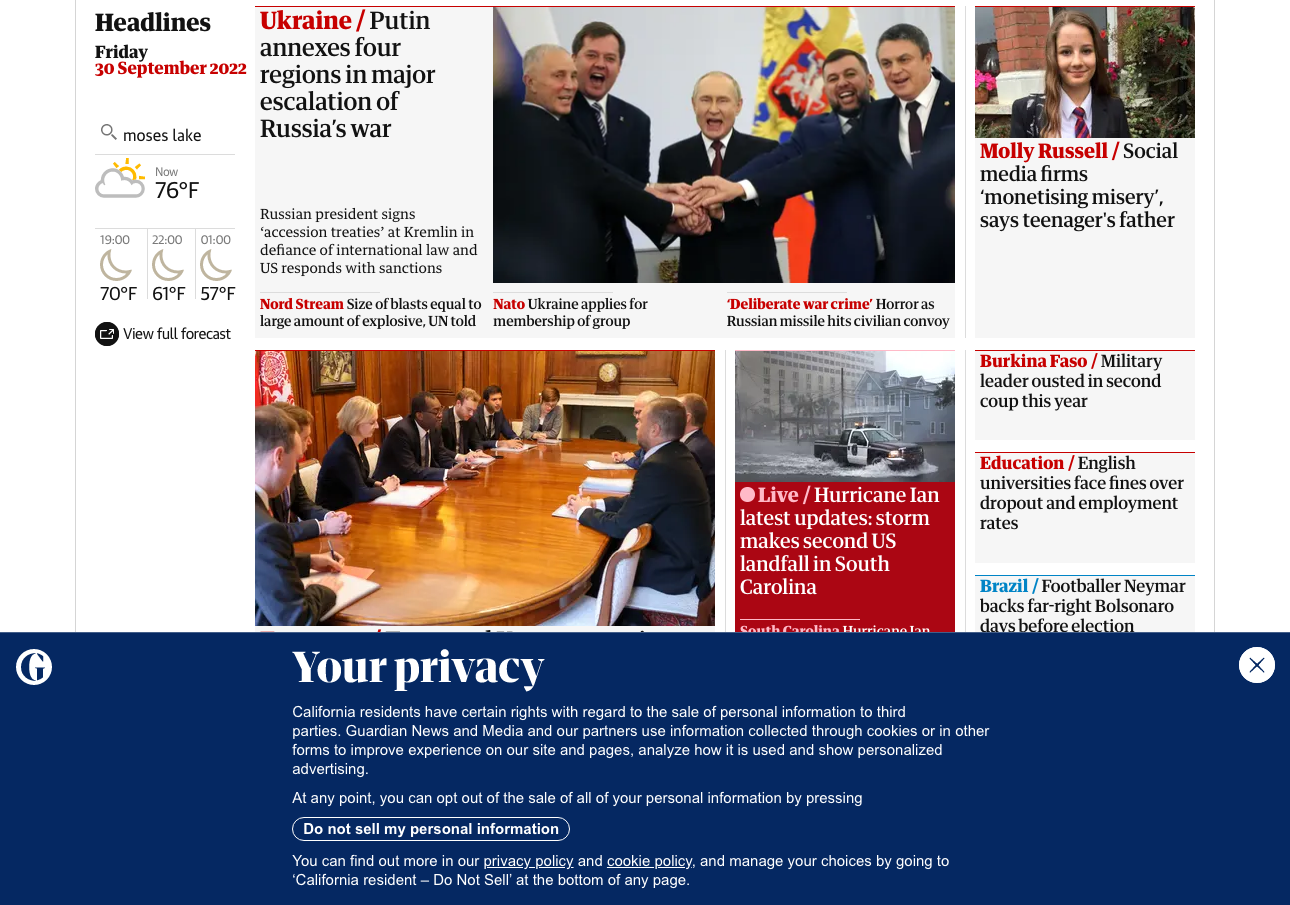 Headlines
Friday
30 September 2022
moses lake
Now
76°F
19:00
22:00
01:00
70°F
61°F
57°F
View full forecast
Ukraine / Putin
annexes four
regions in major
escalation of
Russia’s war
Russian president signs
‘accession treaties’ at Kremlin in
defiance of international law and
US responds with sanctions
Nord Stream Size of blasts equal to
large amount of explosive, UN told
Nato Ukraine applies for
membership of group
‘Deliberate war crime’ Horror as
Russian missile hits civilian convoy
Molly Russell / Social
media firms
‘monetising misery’,
says teenager's father
Live / Hurricane Ian
latest updates: storm
makes second US
landfall in South
Carolina
South Carolina Hurricane Ian
Burkina Faso / Military
leader ousted in second
coup this year
Education / English
universities face fines over
dropout and employment
rates
Brazil / Footballer Neymar
backs far-right Bolsonaro
days before election
Your privacy
California residents have certain rights with regard to the sale of personal information to third
parties. Guardian News and Media and our partners use information collected through cookies or in other
forms to improve experience on our site and pages, analyze how it is used and show personalized
advertising.
At any point, you can opt out of the sale of all of your personal information by pressing
Do not sell my personal information
You can find out more in our privacy policy and cookie policy, and manage your choices by going to
‘California resident – Do Not Sell’ at the bottom of any page.